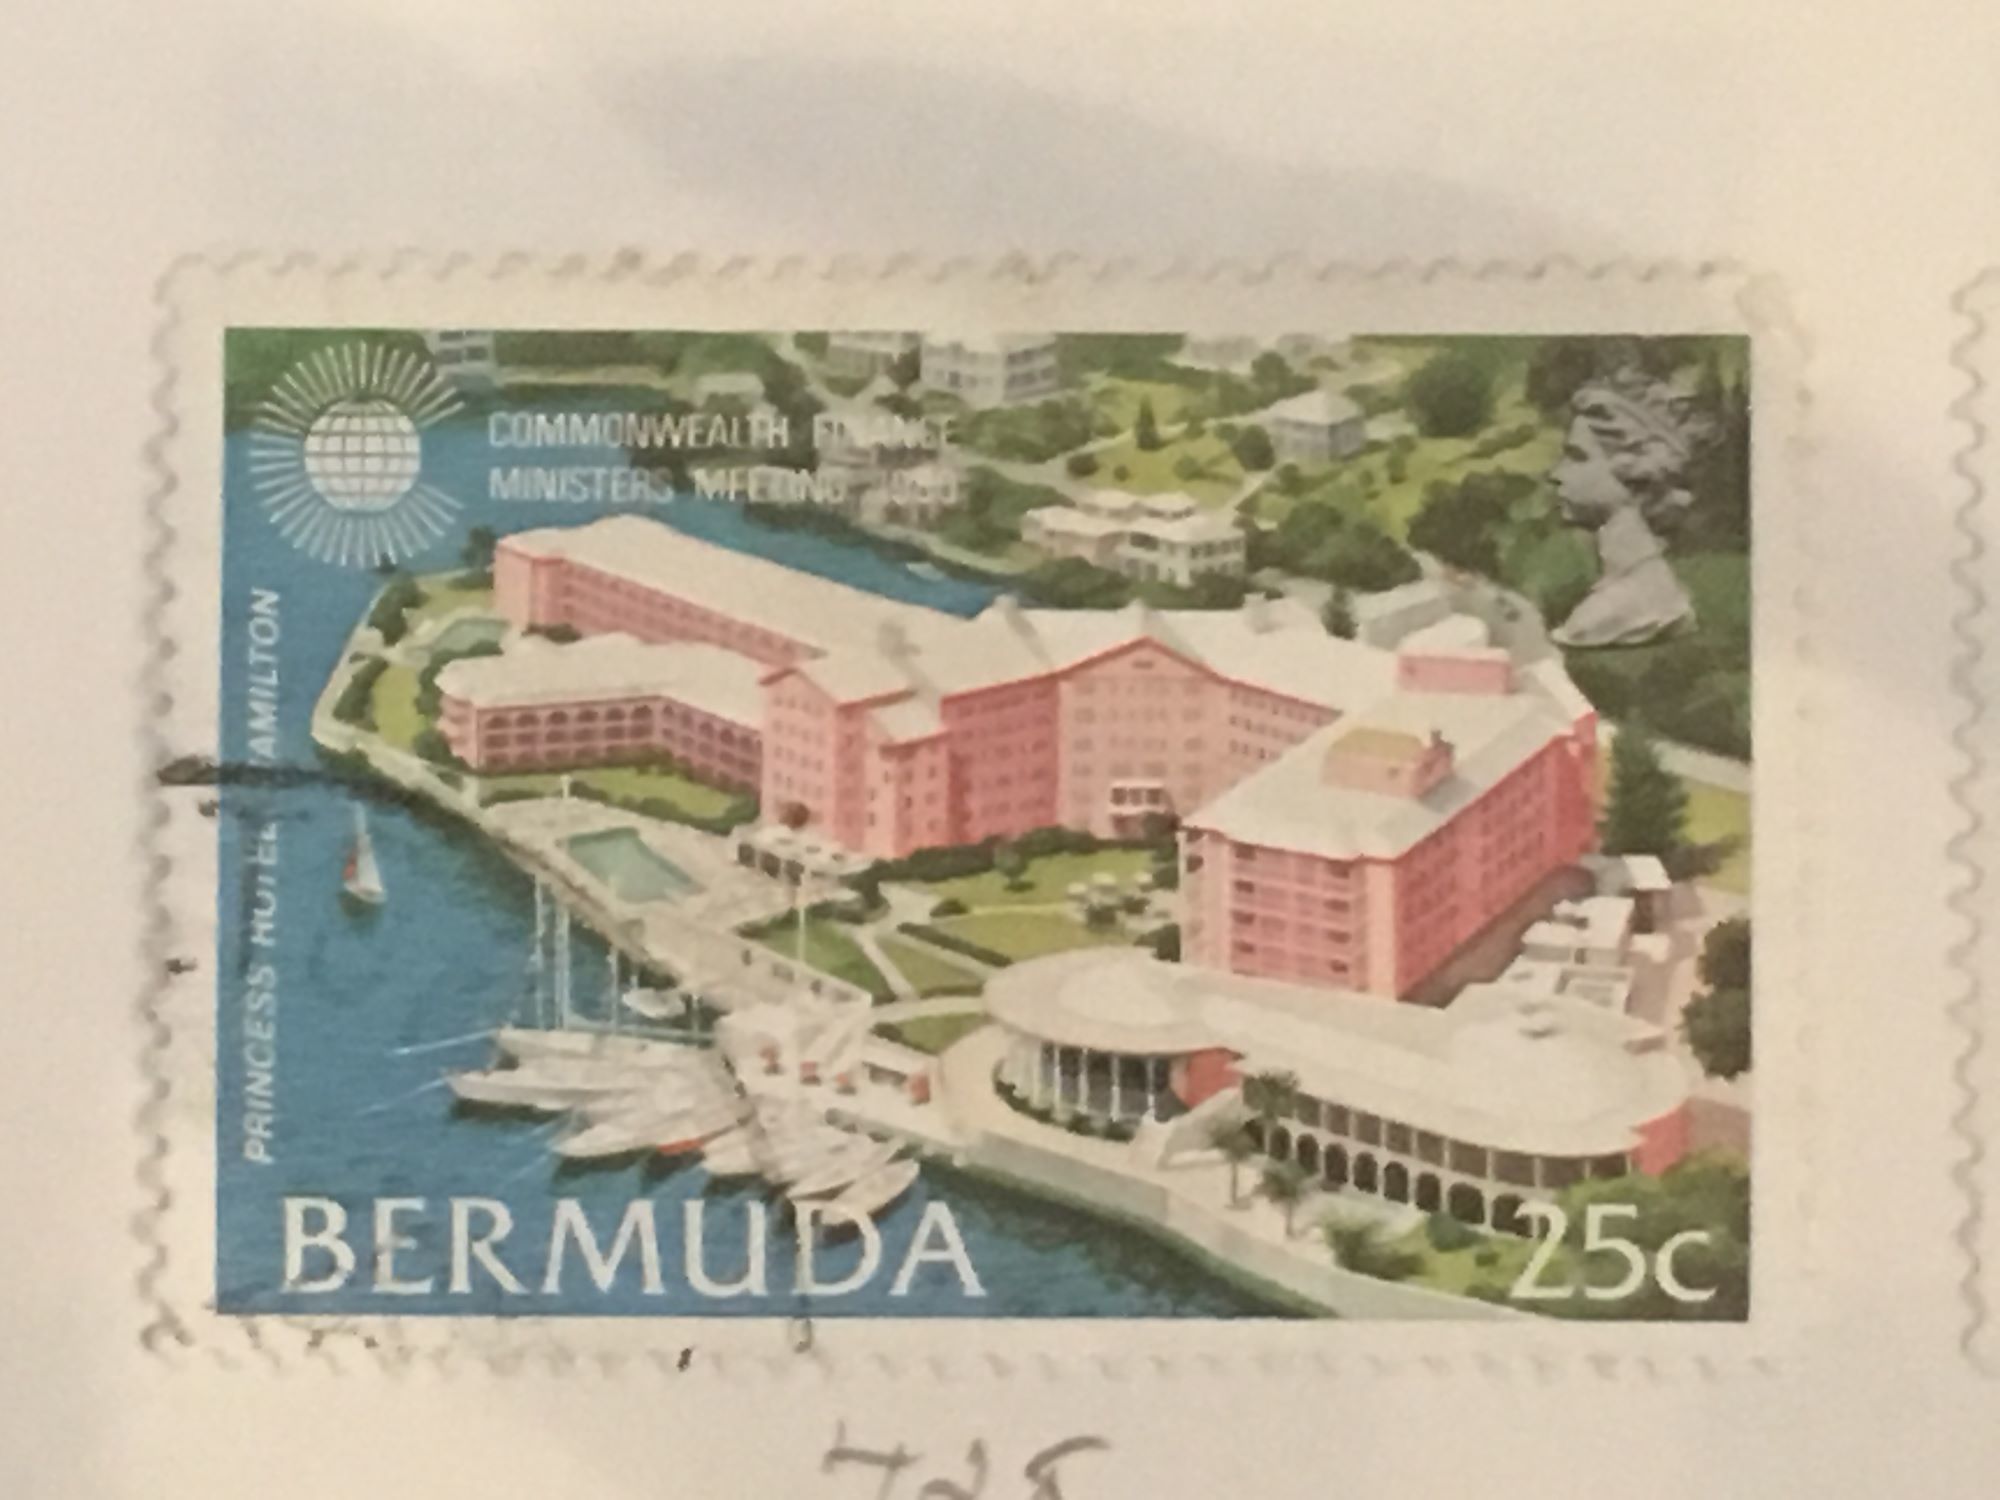 COMMONWEALTH FINANCE
MINISTERS MEETING 1980
PRINCESS HOTEL HAMILTON
BERMUDA
25c